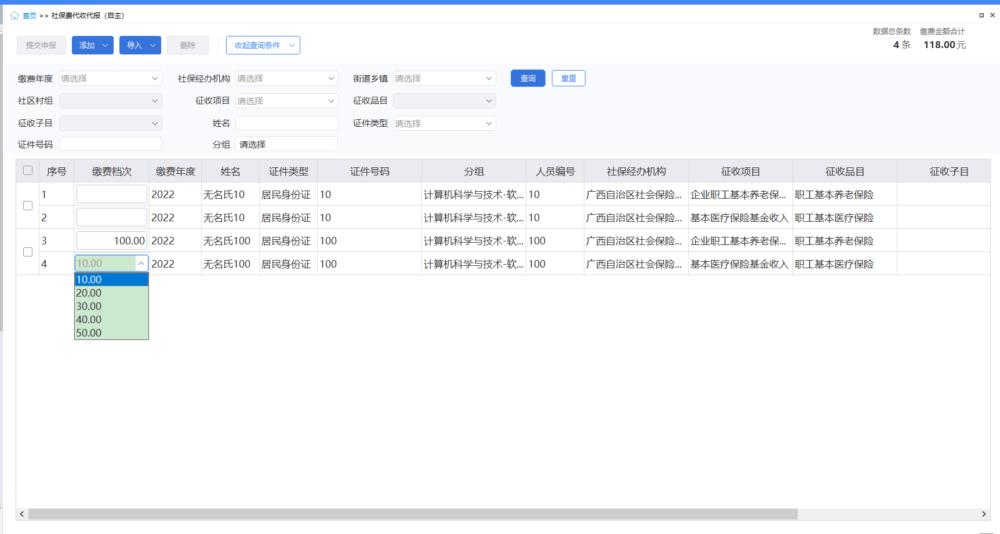 首页 >> 社保费代收代报（自主）
提交申报 添加 导入 删除 收起查询条件 数据总条数 缴费金额合计
4 条 118.00元
缴费年度 请选择 社保经办机构 请选择 街道乡镇 请选择 查询 重置
社区村组 征收项目 请选择 征收品目
征收子目 姓名 证件类型 请选择
证件号码 分组 请选择
序号 缴费档次 缴费年度 姓名 证件类型 证件号码 分组 人员编号 社保经办机构 征收项目 征收品目 征收子目
1 2022 无名氏10 居民身份证 10 计算机科学与技术-软... 10 广西自治区社会保险... 企业职工基本养老保... 职工基本养老保险
2 2022 无名氏10 居民身份证 10 计算机科学与技术-软... 10 广西自治区社会保险... 基本医疗保险基金收入 职工基本医疗保险
3 100.00 2022 无名氏100 居民身份证 100 计算机科学与技术-软... 100 广西自治区社会保险... 企业职工基本养老保... 职工基本养老保险
4 10.00 2022 无名氏100 居民身份证 100 计算机科学与技术-软... 100 广西自治区社会保险... 基本医疗保险基金收入 职工基本医疗保险
10.00
20.00
30.00
40.00
50.00